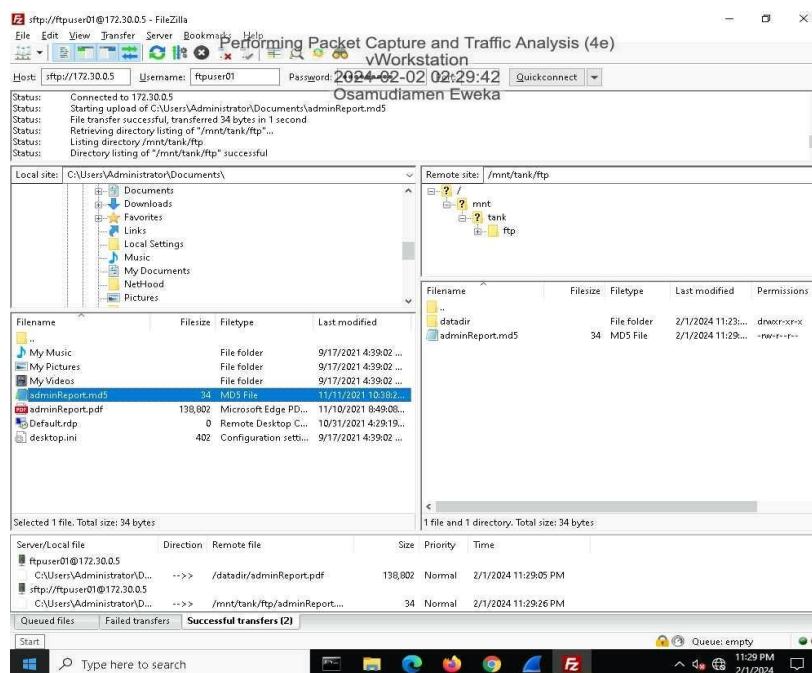 sftp://ftpuser01@172.30.0.5 - FileZilla
File Edit View Transfer Server Bookmarks Help
Performing Packet Capture and Traffic Analysis (4e)
vWorkstation
2024-02-02 02:29:42
Osamudiamen Eweka
Host: sftp://172.30.0.5 Username: ftpuser01 Password: Quickconnect
Status: Connected to 172.30.0.5
Status: Starting upload of C:\Users\Administrator\Documents\adminReport.md5
Status: File transfer successful, transferred 34 bytes in 1 second
Status: Retrieving directory listing of "/mnt/tank/ftp"...
Status: Listing directory /mnt/tank/ftp
Status: Directory listing of "/mnt/tank/ftp" successful
Local site: C:\Users\Administrator\Documents\
Documents
Downloads
Favorites
Links
Local Settings
Music
My Documents
NetHood
Pictures
Remote site: /mnt/tank/ftp
? /
? mnt
? tank
ftp
Filename Filesize Filetype Last modified
..
My Music File folder 9/17/2021 4:39:02 ...
My Pictures File folder 9/17/2021 4:39:02 ...
My Videos File folder 9/17/2021 4:39:02 ...
adminReport.md5 34 MD5 File 11/11/2021 10:38:2...
adminReport.pdf 138,802 Microsoft Edge PD... 11/10/2021 8:49:08...
Default.rdp 0 Remote Desktop C... 10/31/2021 4:29:19...
desktop.ini 402 Configuration setti... 9/17/2021 4:39:02 ...
Selected 1 file. Total size: 34 bytes
Filename Filesize Filetype Last modified Permissions
..
datadir File folder 2/1/2024 11:23:... drwxr-xr-x
adminReport.md5 34 MD5 File 2/1/2024 11:29:... -rw-r--r--
1 file and 1 directory. Total size: 34 bytes
Server/Local file Direction Remote file Size Priority Time
ftpuser01@172.30.0.5
C:\Users\Administrator\D... -->> /datadir/adminReport.pdf 138,802 Normal 2/1/2024 11:29:05 PM
sftp://ftpuser01@172.30.0.5
C:\Users\Administrator\D... -->> /mnt/tank/ftp/adminReport.... 34 Normal 2/1/2024 11:29:26 PM
Queued files Failed transfers Successful transfers (2)
Start
Queue: empty
Type here to search
11:29 PM
2/1/2024